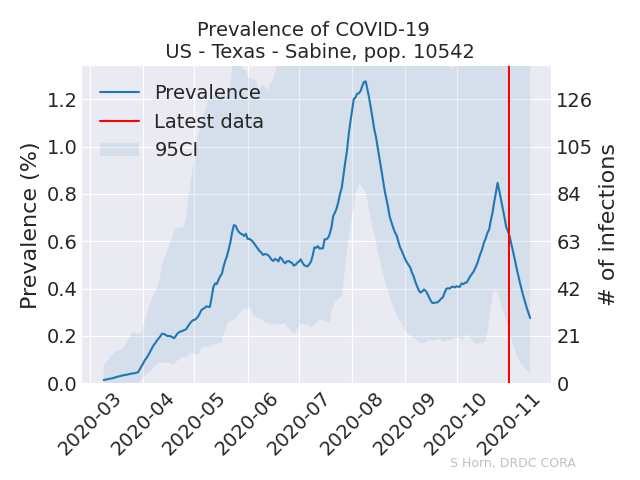 Prevalence of COVID-19
US - Texas - Sabine, pop. 10542
Prevalence
Latest data
95CI
Prevalence (%)
1.2
1.0
0.8
0.6
0.4
0.2
0.0
# of infections
126
105
84
63
42
21
0
2020-03
2020-04
2020-05
2020-06
2020-07
2020-08
2020-09
2020-10
2020-11
S Horn, DRDC CORA